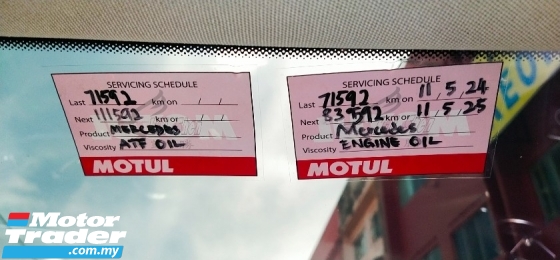 SERVICING SCHEDULE
Last 71592 km on / /
Next 111592 km or / /
Product MERCEDES
Viscosity ATF OIL
MOTUL
SERVICING SCHEDULE
Last 71592 km on 11/5/24
Next 83592 km or 11/5/25
Product Mercedes
Viscosity ENGINE OIL
MOTUL
Motor
Trader
.com.my